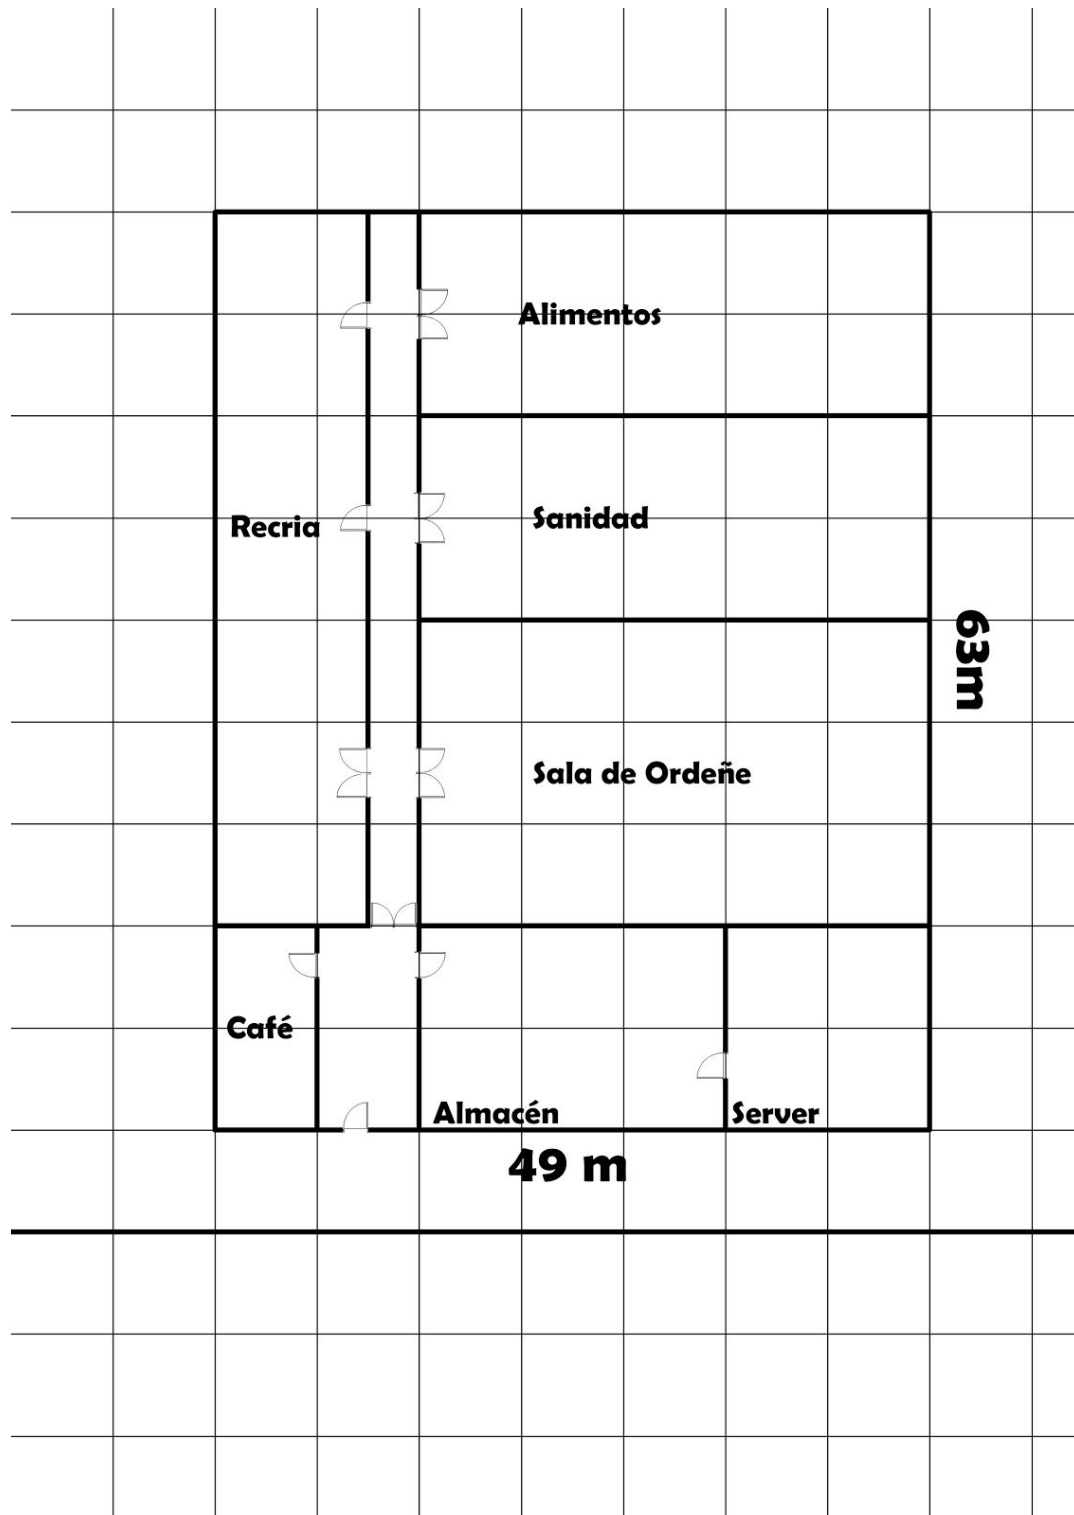 Alimentos
Sanidad
Recria
63m
Sala de Ordeñe
Café
Almacén
Server
49 m